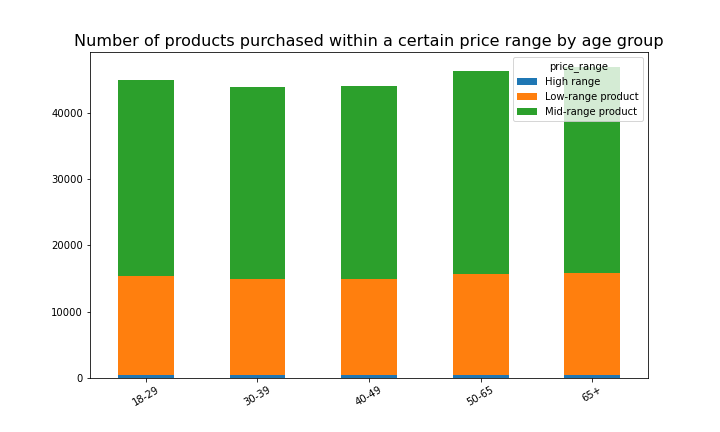 Number of products purchased within a certain price range by age group
price_range
High range
Low-range product
Mid-range product
40000
30000
20000
10000
0
18-29
30-39
40-49
50-65
65+